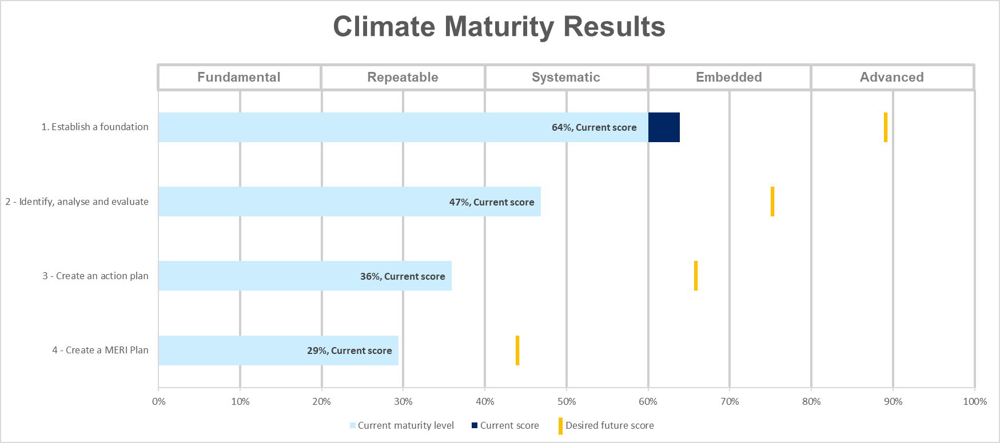 Climate Maturity Results
Fundamental Repeatable Systematic Embedded Advanced
1. Establish a foundation 64%, Current score
2 - Identify, analyse and evaluate 47%, Current score
3 - Create an action plan 36%, Current score
4 - Create a MERI Plan 29%, Current score
0% 10% 20% 30% 40% 50% 60% 70% 80% 90% 100%
Current maturity level Current score Desired future score